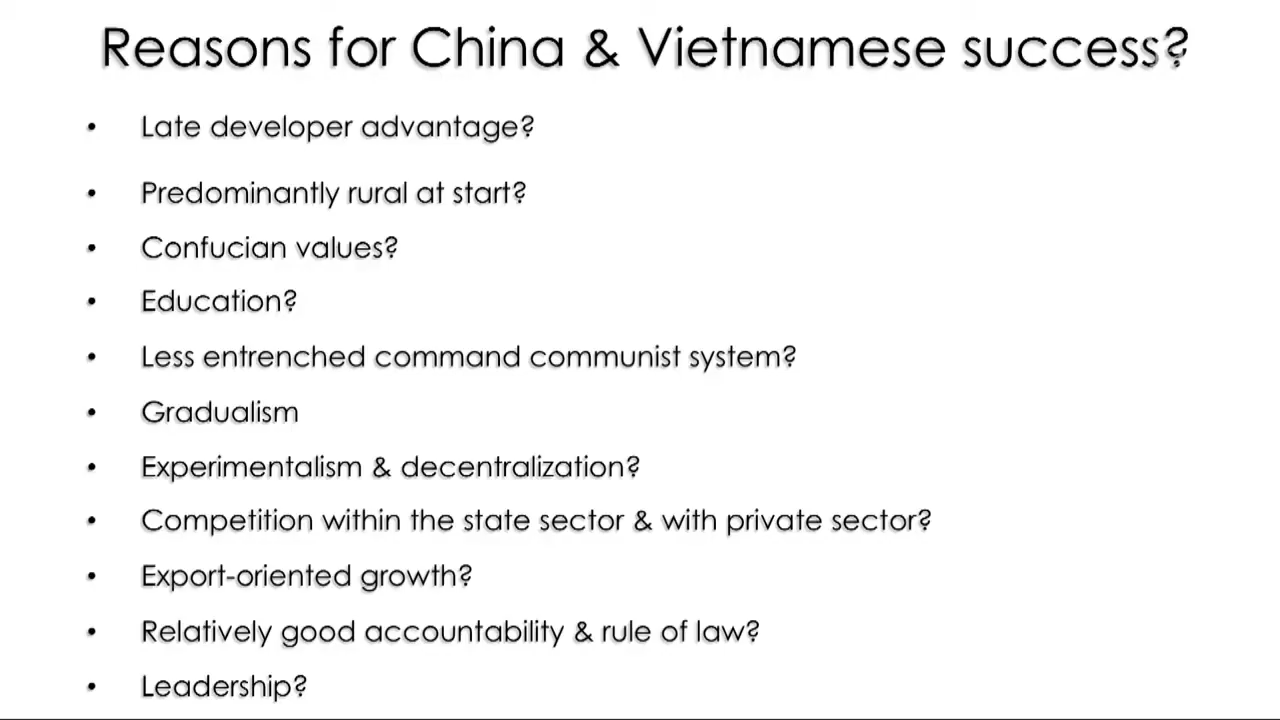 Reasons for China & Vietnamese success?
• Late developer advantage?
• Predominantly rural at start?
• Confucian values?
• Education?
• Less entrenched command communist system?
• Gradualism
• Experimentalism & decentralization?
• Competition within the state sector & with private sector?
• Export-oriented growth?
• Relatively good accountability & rule of law?
• Leadership?